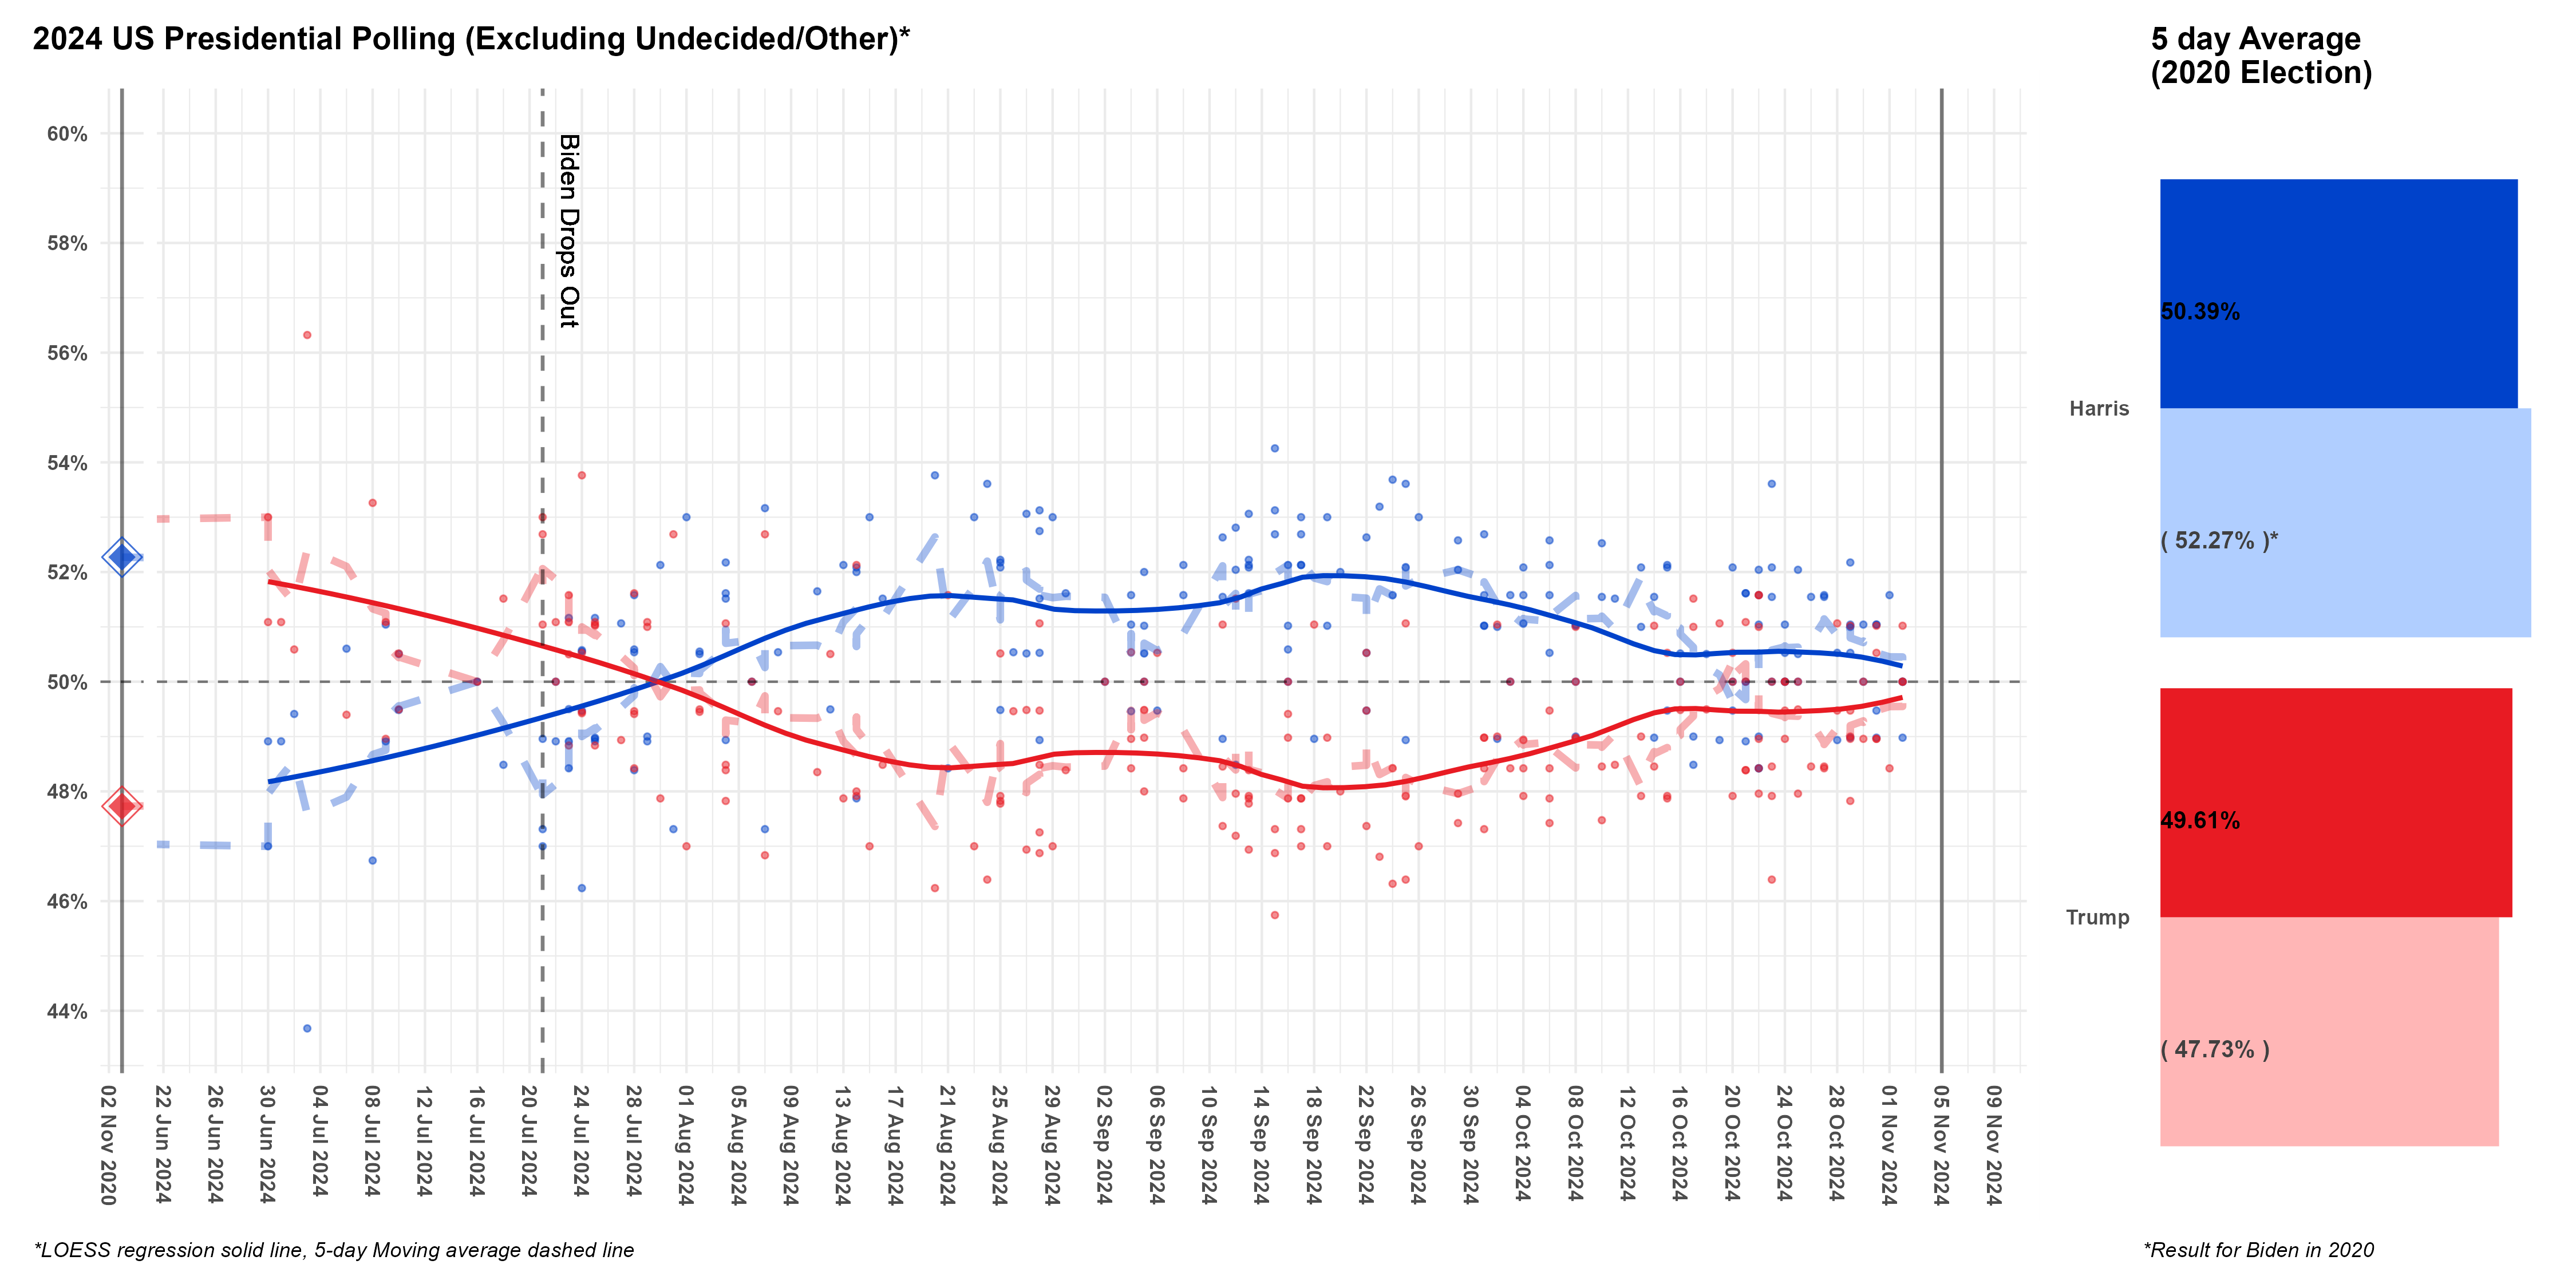 2024 US Presidential Polling (Excluding Undecided/Other)*
5 day Average
(2020 Election)
60%
58%
56%
54%
52%
50%
48%
46%
44%
Biden Drops Out
02 Nov 2020
22 Jun 2024
26 Jun 2024
30 Jun 2024
04 Jul 2024
08 Jul 2024
12 Jul 2024
16 Jul 2024
20 Jul 2024
24 Jul 2024
28 Jul 2024
01 Aug 2024
05 Aug 2024
09 Aug 2024
13 Aug 2024
17 Aug 2024
21 Aug 2024
25 Aug 2024
29 Aug 2024
02 Sep 2024
06 Sep 2024
10 Sep 2024
14 Sep 2024
18 Sep 2024
22 Sep 2024
26 Sep 2024
30 Sep 2024
04 Oct 2024
08 Oct 2024
12 Oct 2024
16 Oct 2024
20 Oct 2024
24 Oct 2024
28 Oct 2024
01 Nov 2024
05 Nov 2024
09 Nov 2024
Harris
50.39%
( 52.27% )*
Trump
49.61%
( 47.73% )
*LOESS regression solid line, 5-day Moving average dashed line
*Result for Biden in 2020